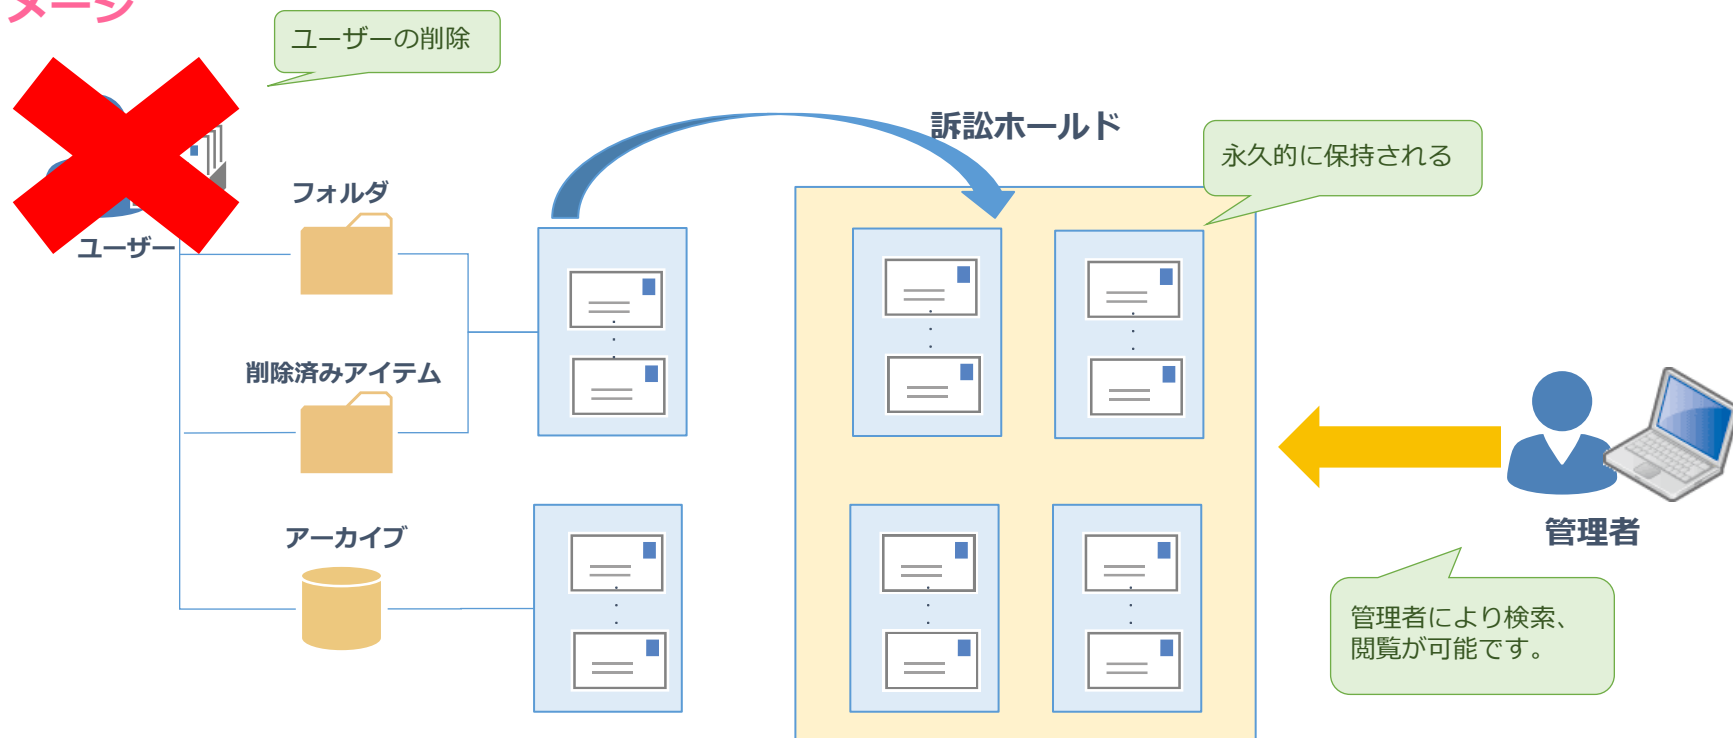 メージ
ユーザーの削除
訴訟ホールド
永久的に保持される
フォルダ
ユーザー
削除済みアイテム
アーカイブ
管理者
管理者により検索、
閲覧が可能です。